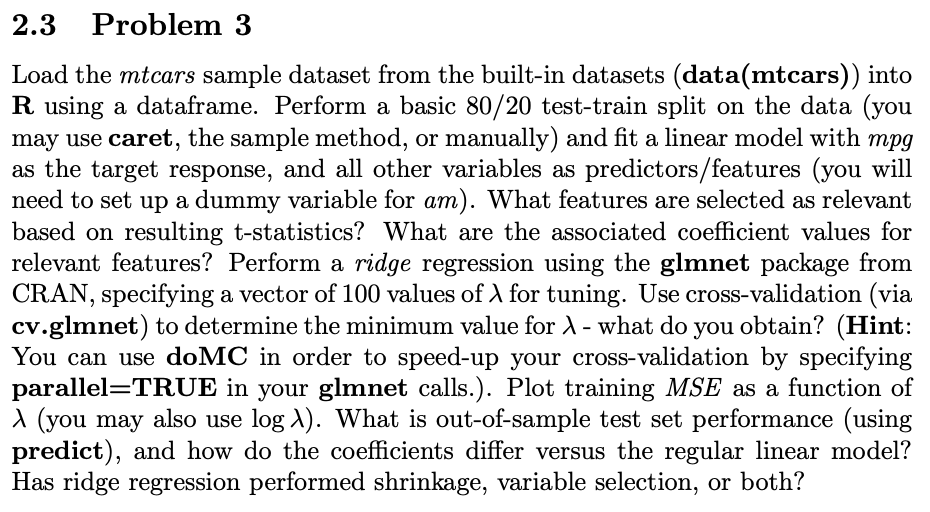 2.3 Problem 3
Load the mtcars sample dataset from the built-in datasets (data(mtcars)) into
R using a dataframe. Perform a basic 80/20 test-train split on the data (you
may use caret, the sample method, or manually) and fit a linear model with mpg
as the target response, and all other variables as predictors/features (you will
need to set up a dummy variable for am). What features are selected as relevant
based on resulting t-statistics? What are the associated coefficient values for
relevant features? Perform a ridge regression using the glmnet package from
CRAN, specifying a vector of 100 values of λ for tuning. Use cross-validation (via
cv.glmnet) to determine the minimum value for λ - what do you obtain? (Hint:
You can use doMC in order to speed-up your cross-validation by specifying
parallel=TRUE in your glmnet calls.). Plot training MSE as a function of
λ (you may also use log λ). What is out-of-sample test set performance (using
predict), and how do the coefficients differ versus the regular linear model?
Has ridge regression performed shrinkage, variable selection, or both?